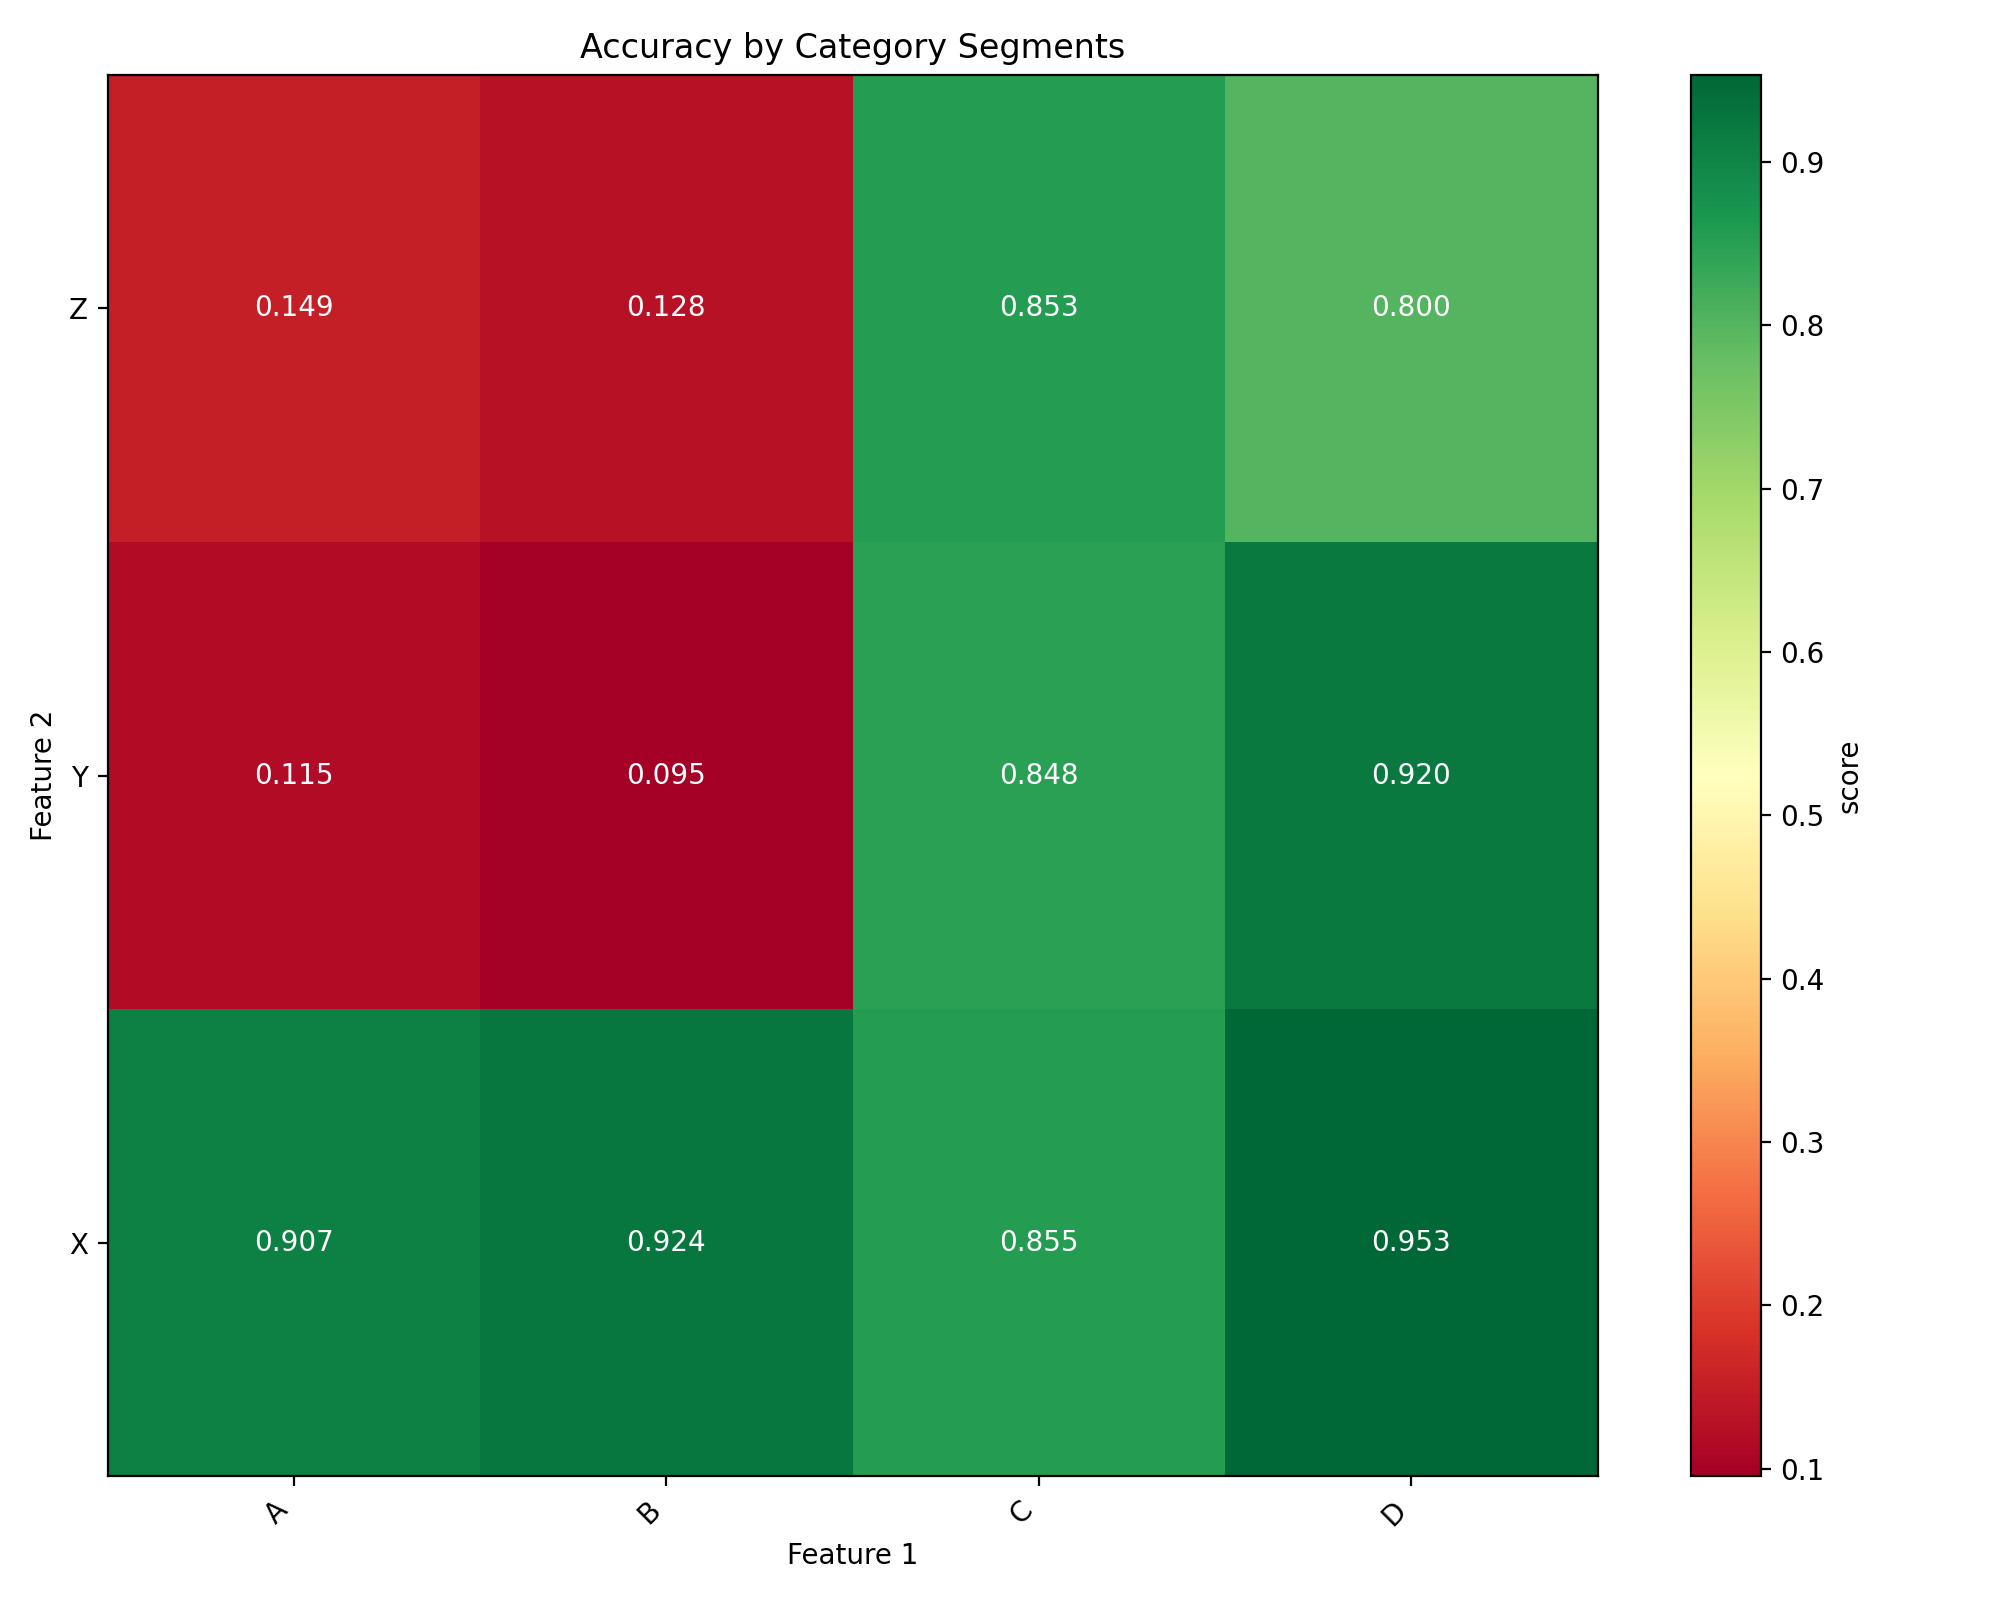 Accuracy by Category Segments
Z 0.149 0.128 0.853 0.800
Y 0.115 0.095 0.848 0.920
X 0.907 0.924 0.855 0.953
A B C D
Feature 1
Feature 2
0.9
0.8
0.7
0.6
0.5
0.4
0.3
0.2
0.1
score